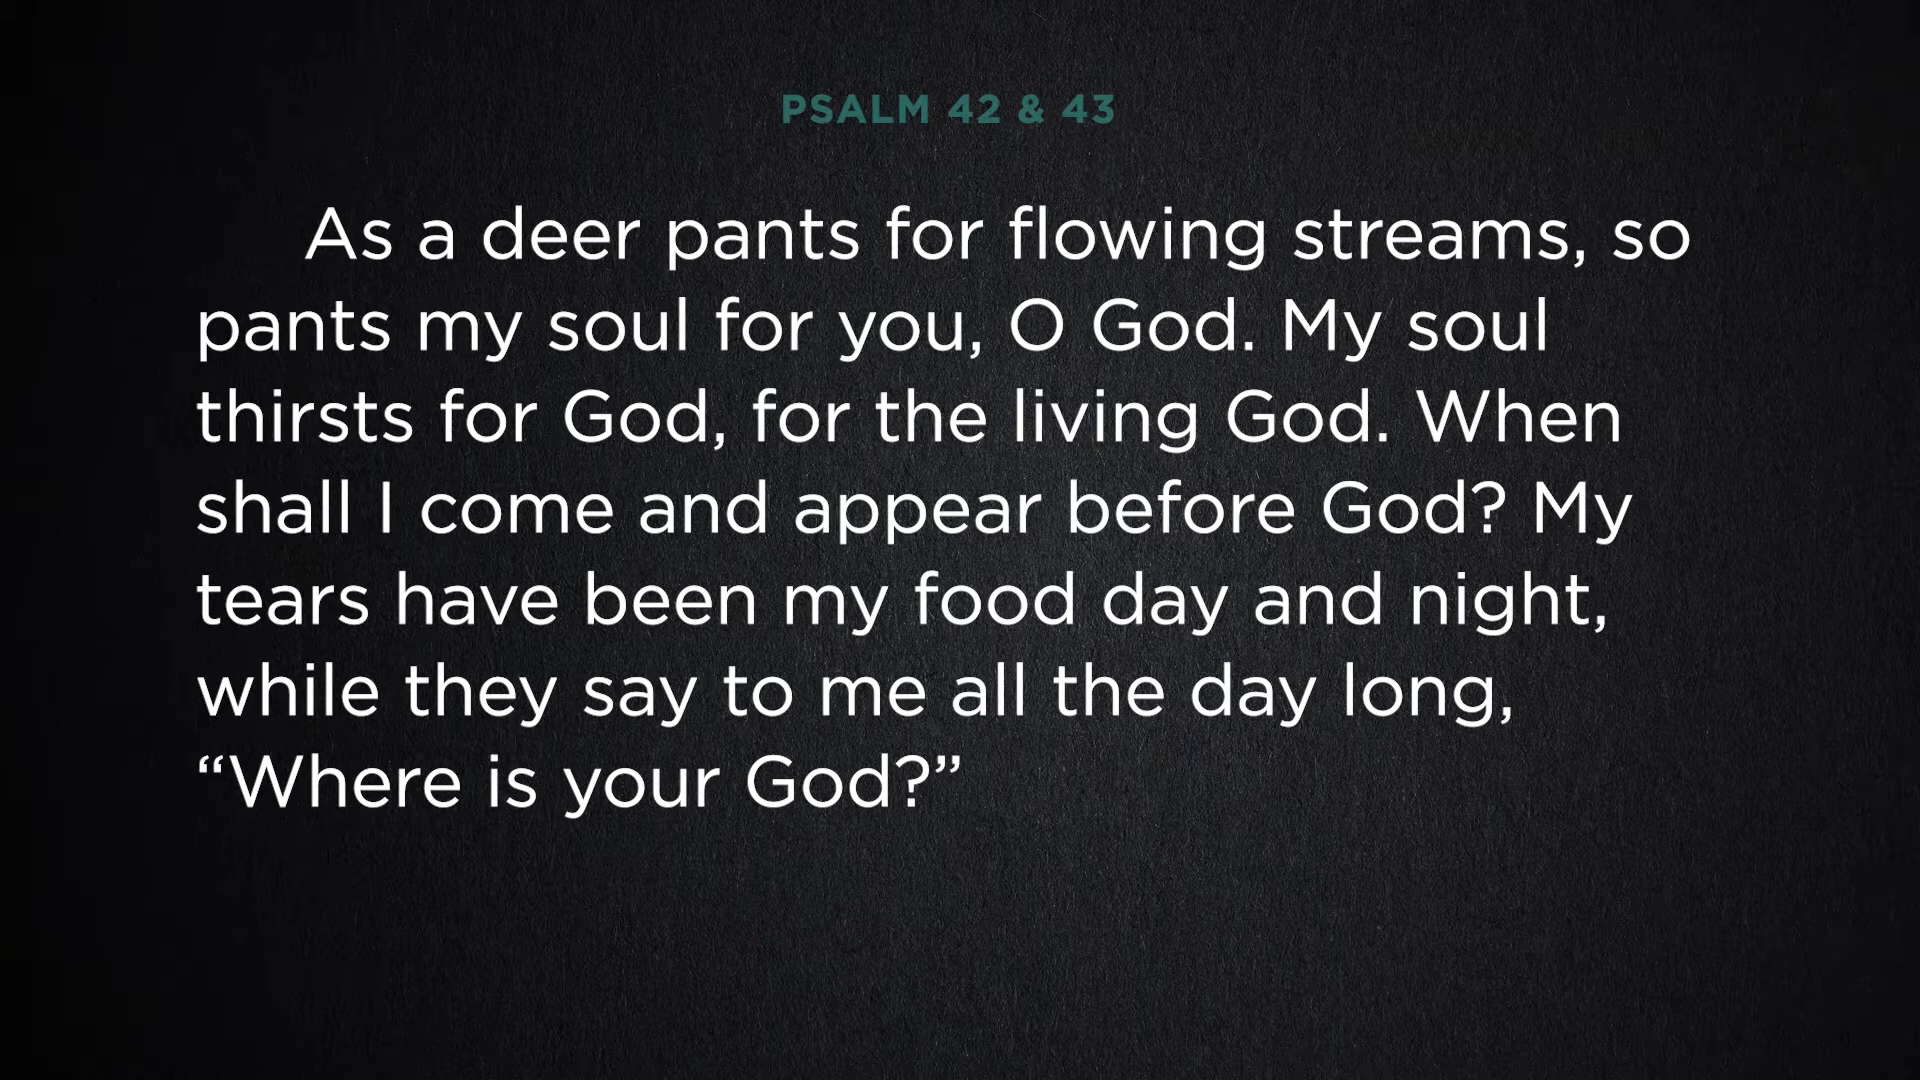 PSALM 42 & 43
As a deer pants for flowing streams, so
pants my soul for you, O God. My soul
thirsts for God, for the living God. When
shall I come and appear before God? My
tears have been my food day and night,
while they say to me all the day long,
“Where is your God?”